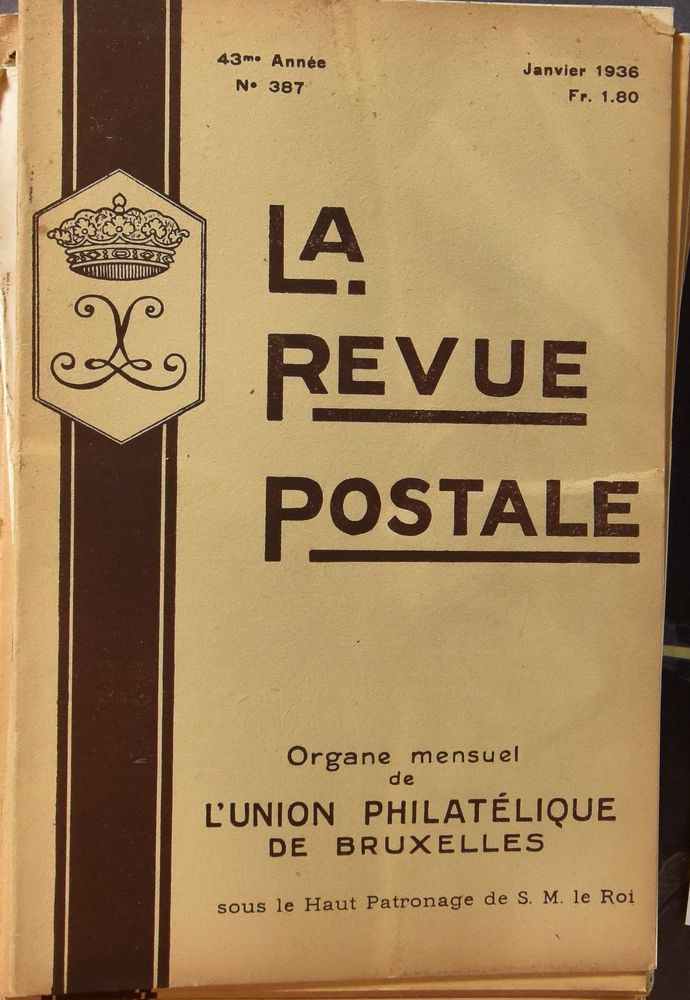 43me Année
No 387
Janvier 1936
Fr. 1.80
LA
REVUE
POSTALE
Organe mensuel
de
L'UNION PHILATÉLIQUE
DE BRUXELLES
sous le Haut Patronage de S. M. le Roi